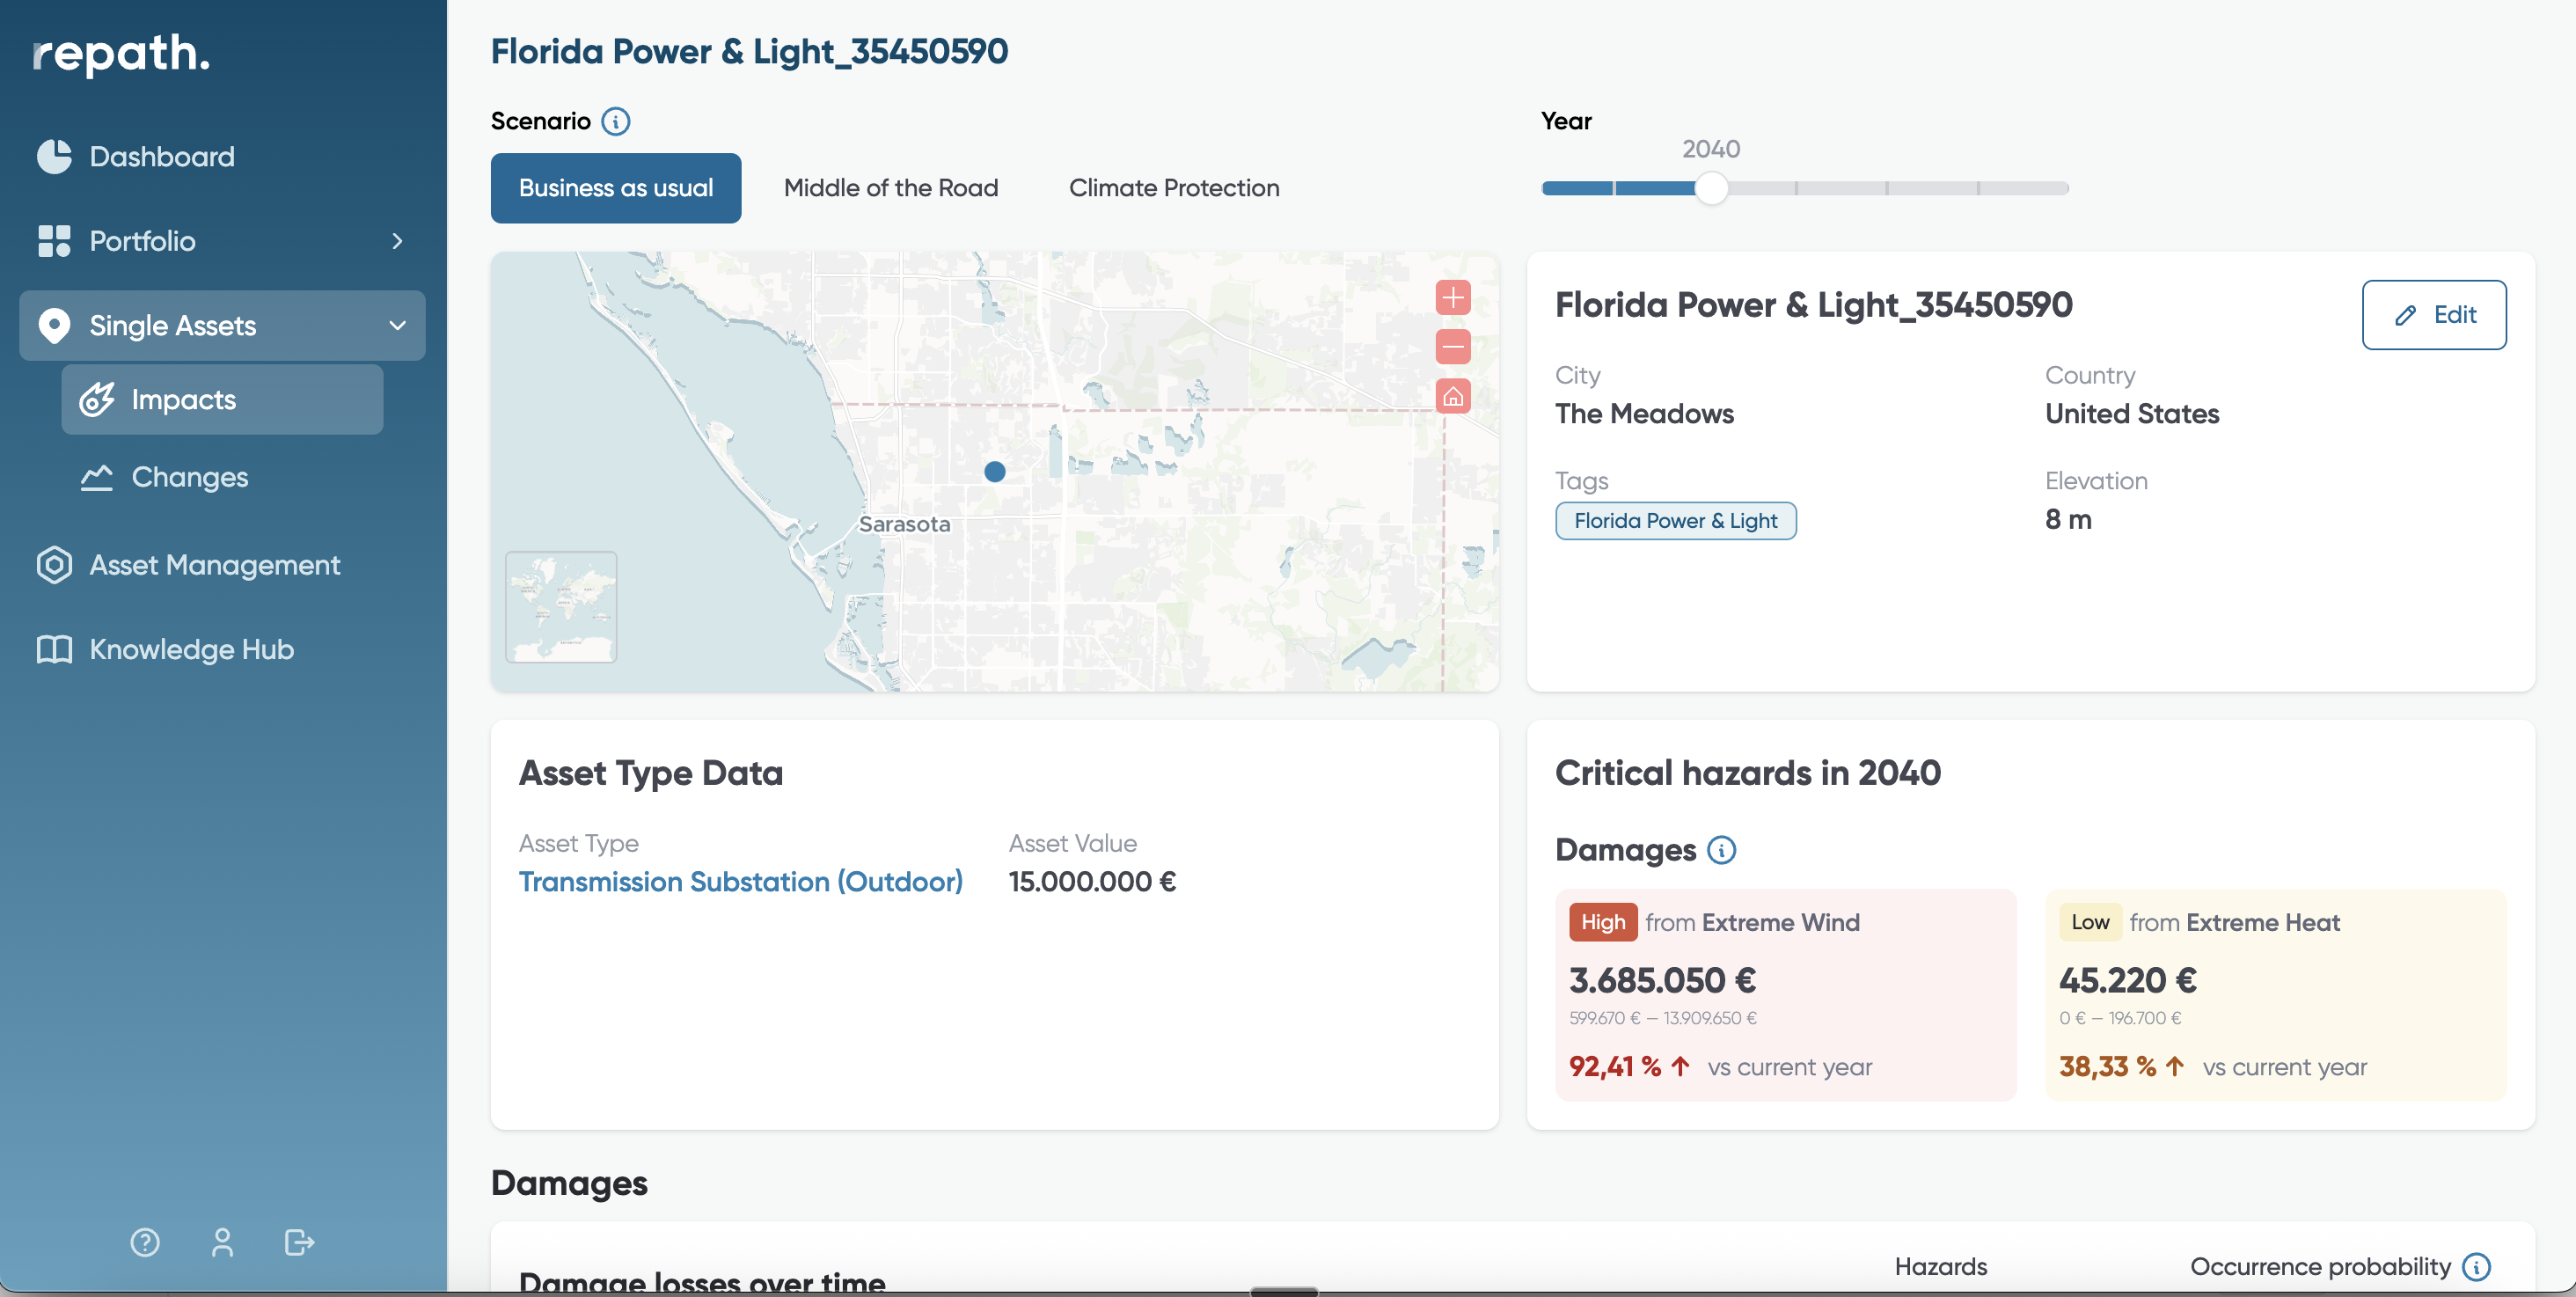 repath.
Dashboard
Portfolio
Single Assets
Impacts
Changes
Asset Management
Knowledge Hub
Florida Power & Light_35450590
Scenario
Business as usual
Middle of the Road
Climate Protection
Year
2040
Sarasota
Florida Power & Light_35450590
Edit
City
The Meadows
Country
United States
Tags
Florida Power & Light
Elevation
8 m
Asset Type Data
Asset Type
Transmission Substation (Outdoor)
Asset Value
15.000.000 €
Critical hazards in 2040
Damages
High from Extreme Wind
3.685.050 €
599.670 € – 13.909.650 €
92,41 % ↑ vs current year
Low from Extreme Heat
45.220 €
0 € – 196.700 €
38,33 % ↑ vs current year
Damages
Damage losses over time
Hazards
Occurrence probability